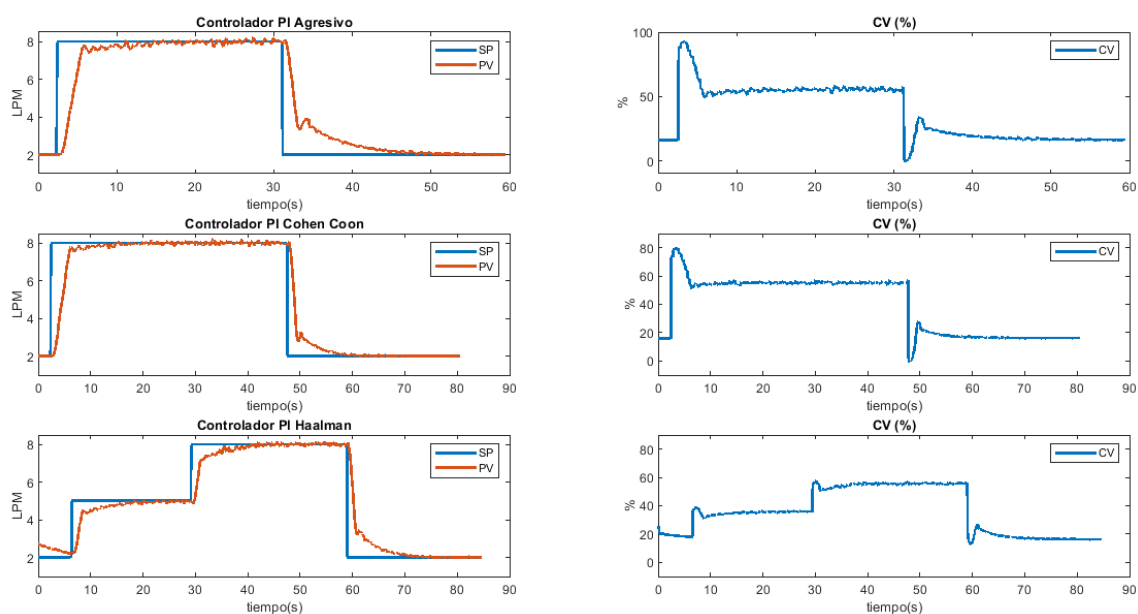 Controlador PI Agresivo
8
6
4
2
LPM
SP
PV
0 10 20 30 40 50 60
tiempo(s)
CV (%)
100
50
0
%
CV
0 10 20 30 40 50 60
tiempo(s)
Controlador PI Cohen Coon
8
6
4
2
LPM
SP
PV
0 10 20 30 40 50 60 70 80 90
tiempo(s)
CV (%)
80
60
40
20
0
%
CV
0 10 20 30 40 50 60 70 80 90
tiempo(s)
Controlador PI Haalman
8
6
4
2
LPM
SP
PV
0 10 20 30 40 50 60 70 80 90
tiempo(s)
CV (%)
80
60
40
20
0
%
CV
0 10 20 30 40 50 60 70 80 90
tiempo(s)